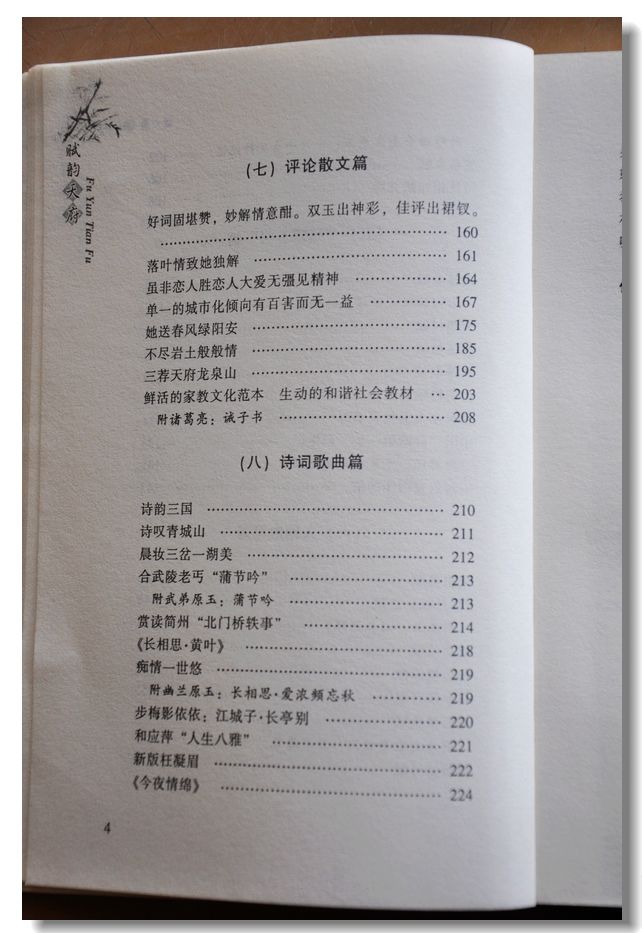 赋韵天府
Fu Yun Tian Fu
(七) 评论散文篇
好词固堪赞，妙解情意酣。双玉出神彩，佳评出裙钗。
…………………………………………… 160
落叶情致她独解 …………………………… 161
虽非恋人胜恋人大爱无彊见精神 …………… 164
单一的城市化倾向有百害而无一益 ………… 167
她送春风绿阳安 …………………………… 175
不尽岩土般般情 …………………………… 185
三荐天府龙泉山 …………………………… 195
鲜活的家教文化范本 生动的和谐社会教材 … 203
附诸葛亮：诫子书 ………………………… 208
(八) 诗词歌曲篇
诗韵三国 ………………………………… 210
诗叹青城山 ……………………………… 211
晨妆三岔一湖美 …………………………… 212
合武陵老丐“蒲节吟” ……………………… 213
附武弟原玉：蒲节吟 ……………………… 213
赏读简州“北门桥轶事” …………………… 214
《长相思·黄叶》 …………………………… 218
痴情一世悠 ……………………………… 219
附幽兰原玉：长相思·爱浓频忘秋 ………… 219
步梅影依依：江城子·长亭别 ……………… 220
和应萍“人生八雅” ………………………… 221
新版枉凝眉 ……………………………… 222
《今夜情绵》 ……………………………… 224
4